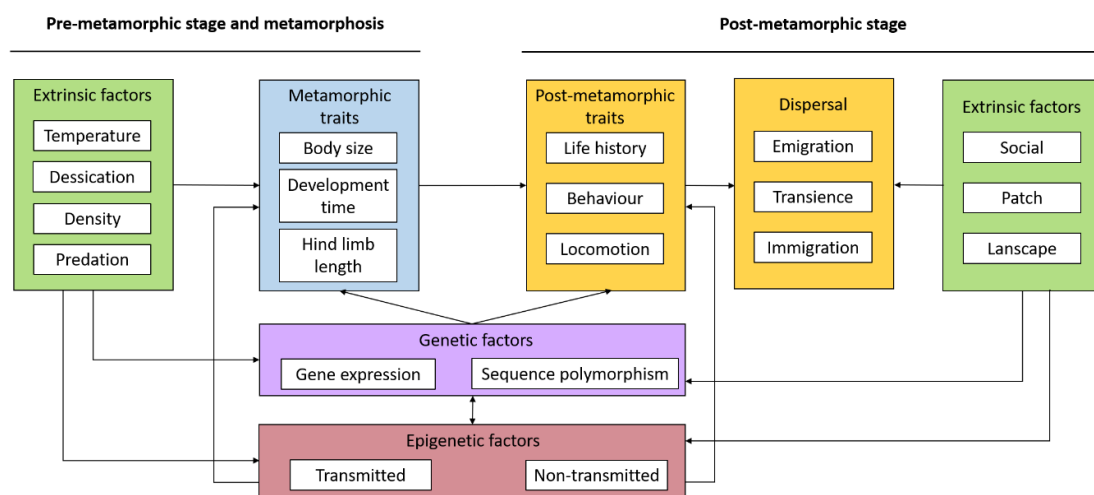 Pre-metamorphic stage and metamorphosis
Post-metamorphic stage
Extrinsic factors
Temperature
Dessication
Density
Predation
Metamorphic
traits
Body size
Development
time
Hind limb
length
Post-metamorphic
traits
Life history
Behaviour
Locomotion
Dispersal
Emigration
Transience
Immigration
Extrinsic factors
Social
Patch
Lanscape
Genetic factors
Gene expression
Sequence polymorphism
Epigenetic factors
Transmitted
Non-transmitted